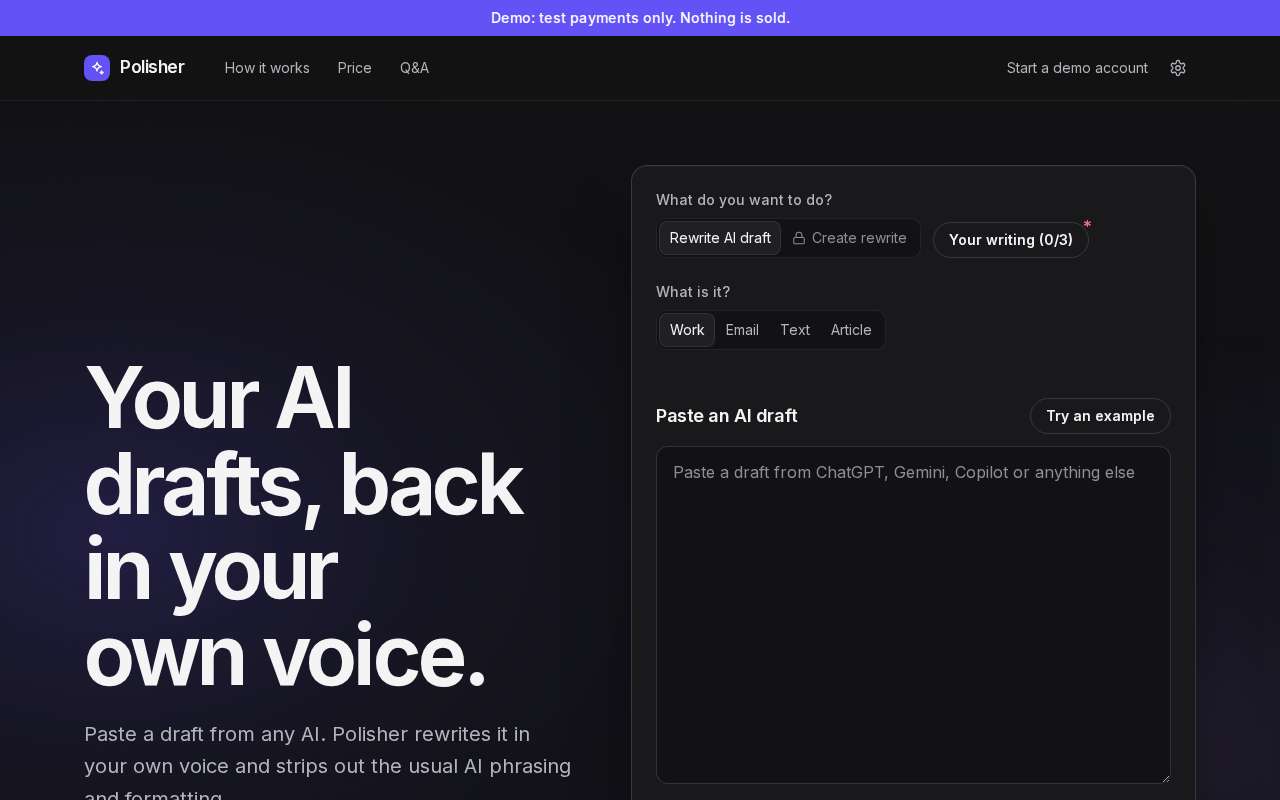 Demo: test payments only. Nothing is sold.
Polisher How it works Price Q&A Start a demo account
What do you want to do?
Rewrite AI draft Create rewrite Your writing (0/3) *
What is it?
Work Email Text Article
Your AI
drafts, back
in your
own voice.
Paste a draft from any AI. Polisher rewrites it in
your own voice and strips out the usual AI phrasing
and formatting
Paste an AI draft Try an example
Paste a draft from ChatGPT, Gemini, Copilot or anything else